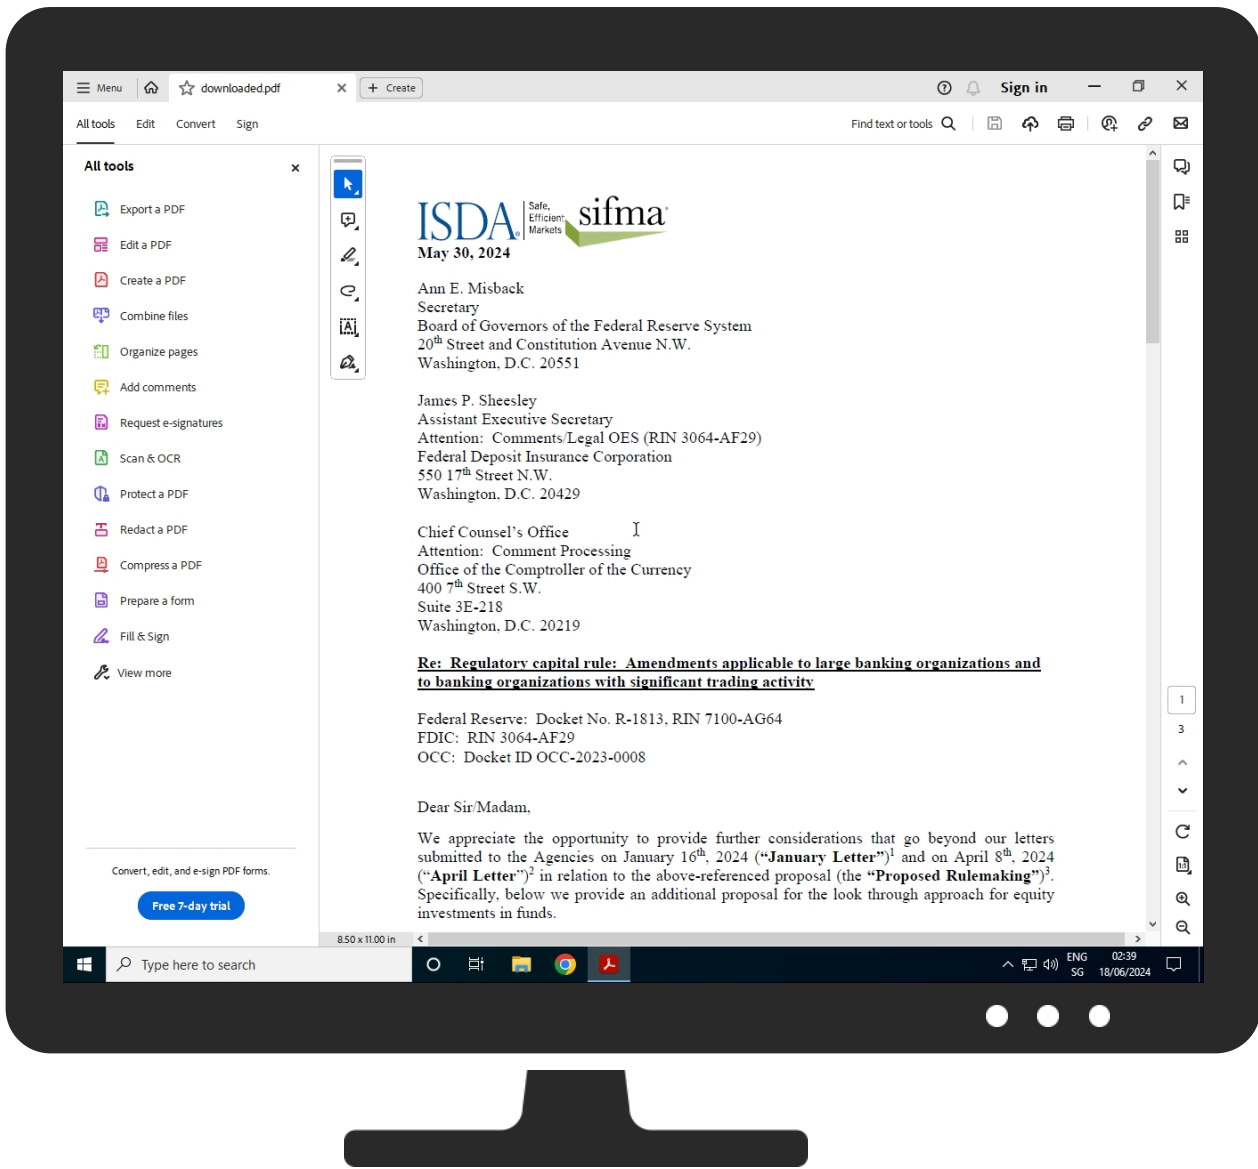 Menu
downloaded.pdf
Create
Sign in
All tools
Edit
Convert
Sign
Find text or tools
All tools
Export a PDF
Edit a PDF
Create a PDF
Combine files
Organize pages
Add comments
Request e-signatures
Scan & OCR
Protect a PDF
Redact a PDF
Compress a PDF
Prepare a form
Fill & Sign
View more
Convert, edit, and e-sign PDF forms.
Free 7-day trial
ISDA® Safe, Efficient, Markets
sifma
May 30, 2024
Ann E. Misback
Secretary
Board of Governors of the Federal Reserve System
20th Street and Constitution Avenue N.W.
Washington, D.C. 20551
James P. Sheesley
Assistant Executive Secretary
Attention: Comments/Legal OES (RIN 3064-AF29)
Federal Deposit Insurance Corporation
550 17th Street N.W.
Washington, D.C. 20429
Chief Counsel's Office
Attention: Comment Processing
Office of the Comptroller of the Currency
400 7th Street S.W.
Suite 3E-218
Washington, D.C. 20219
Re: Regulatory capital rule: Amendments applicable to large banking organizations and
to banking organizations with significant trading activity
Federal Reserve: Docket No. R-1813, RIN 7100-AG64
FDIC: RIN 3064-AF29
OCC: Docket ID OCC-2023-0008
Dear Sir/Madam,
We appreciate the opportunity to provide further considerations that go beyond our letters
submitted to the Agencies on January 16th, 2024 (“January Letter”)1 and on April 8th, 2024
(“April Letter”)2 in relation to the above-referenced proposal (the “Proposed Rulemaking”)3.
Specifically, below we provide an additional proposal for the look through approach for equity
investments in funds.
8.50 x 11.00 in
1
3
Type here to search
ENG
SG
02:39
18/06/2024